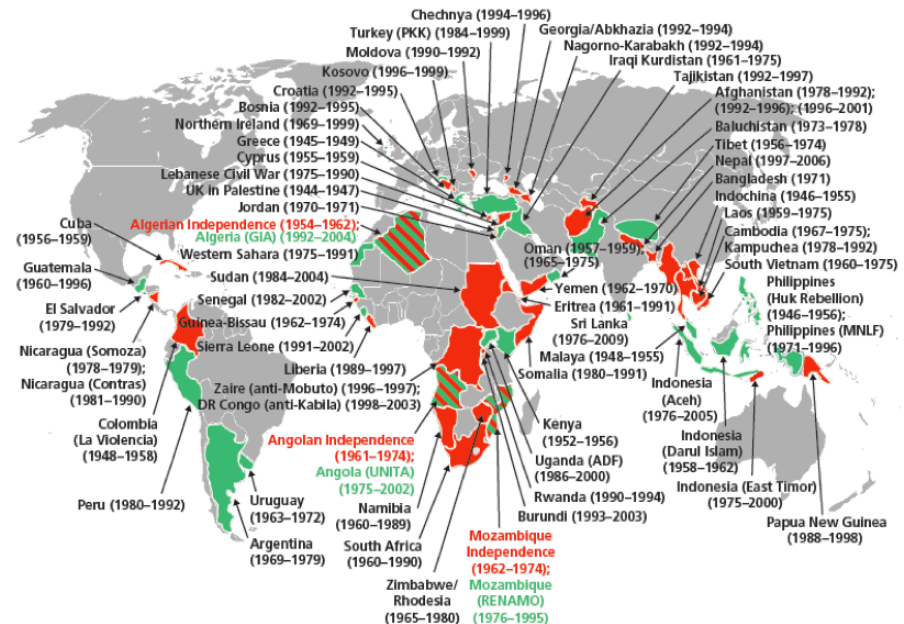 Chechnya (1994–1996)
Turkey (PKK) (1984–1999)
Moldova (1990–1992)
Kosovo (1996–1999)
Croatia (1992–1995)
Bosnia (1992–1995)
Northern Ireland (1969–1999)
Greece (1945–1949)
Cyprus (1955–1959)
Lebanese Civil War (1975–1990)
UK in Palestine (1944–1947)
Jordan (1970–1971)
Algerian Independence (1954–1962);
Algeria (GIA) (1992–2004)
Western Sahara (1975–1991)
Sudan (1984–2004)
Senegal (1982–2002)
Guinea-Bissau (1962–1974)
Sierra Leone (1991–2002)
Liberia (1989–1997)
Zaire (anti-Mobuto) (1996–1997);
DR Congo (anti-Kabila) (1998–2003)
Angolan Independence
(1961–1974);
Angola (UNITA)
(1975–2002)
Namibia
(1960–1989)
South Africa
(1960–1990)
Zimbabwe/
Rhodesia
(1965–1980)
Mozambique
Independence
(1962–1974);
Mozambique
(RENAMO)
(1976–1995)
Cuba
(1956–1959)
Guatemala
(1960–1996)
El Salvador
(1979–1992)
Nicaragua (Somoza)
(1978–1979);
Nicaragua (Contras)
(1981–1990)
Colombia
(La Violencia)
(1948–1958)
Peru (1980–1992)
Uruguay
(1963–1972)
Argentina
(1969–1979)
Georgia/Abkhazia (1992–1994)
Nagorno-Karabakh (1992–1994)
Iraqi Kurdistan (1961–1975)
Tajikistan (1992–1997)
Afghanistan (1978–1992);
(1992–1996); (1996–2001)
Baluchistan (1973–1978)
Tibet (1956–1974)
Nepal (1997–2006)
Bangladesh (1971)
Indochina (1946–1955)
Laos (1959–1975)
Cambodia (1967–1975);
Kampuchea (1978–1992)
South Vietnam (1960–1975)
Philippines
(Huk Rebellion)
(1946–1956);
Philippines (MNLF)
(1971–1996)
Oman (1957–1959);
(1965–1975)
Yemen (1962–1970)
Eritrea (1961–1991)
Sri Lanka
(1976–2009)
Malaya (1948–1955)
Somalia (1980–1991)
Kenya
(1952–1956)
Uganda (ADF)
(1986–2000)
Rwanda (1990–1994)
Burundi (1993–2003)
Indonesia
(Aceh)
(1976–2005)
Indonesia
(Darul Islam)
(1958–1962)
Indonesia (East Timor)
(1975–2000)
Papua New Guinea
(1988–1998)